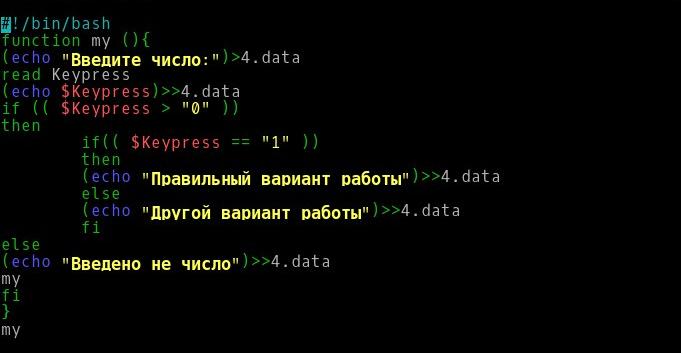 #!/bin/bash
function my (){
(echo "Введите число:")>4.data
read Keypress
(echo $Keypress)>>4.data
if (( $Keypress > "0" ))
then
        if(( $Keypress == "1" ))
        then
        (echo "Правильный вариант работы")>>4.data
        else
        (echo "Другой вариант работы")>>4.data
        fi
else
(echo "Введено не число")>>4.data
my
fi
}
my